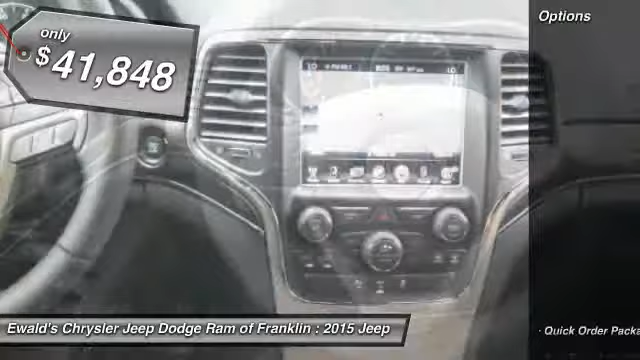 only
$41,848
Options
Ewald's Chrysler Jeep Dodge Ram of Franklin : 2015 Jeep
· Quick Order Packa